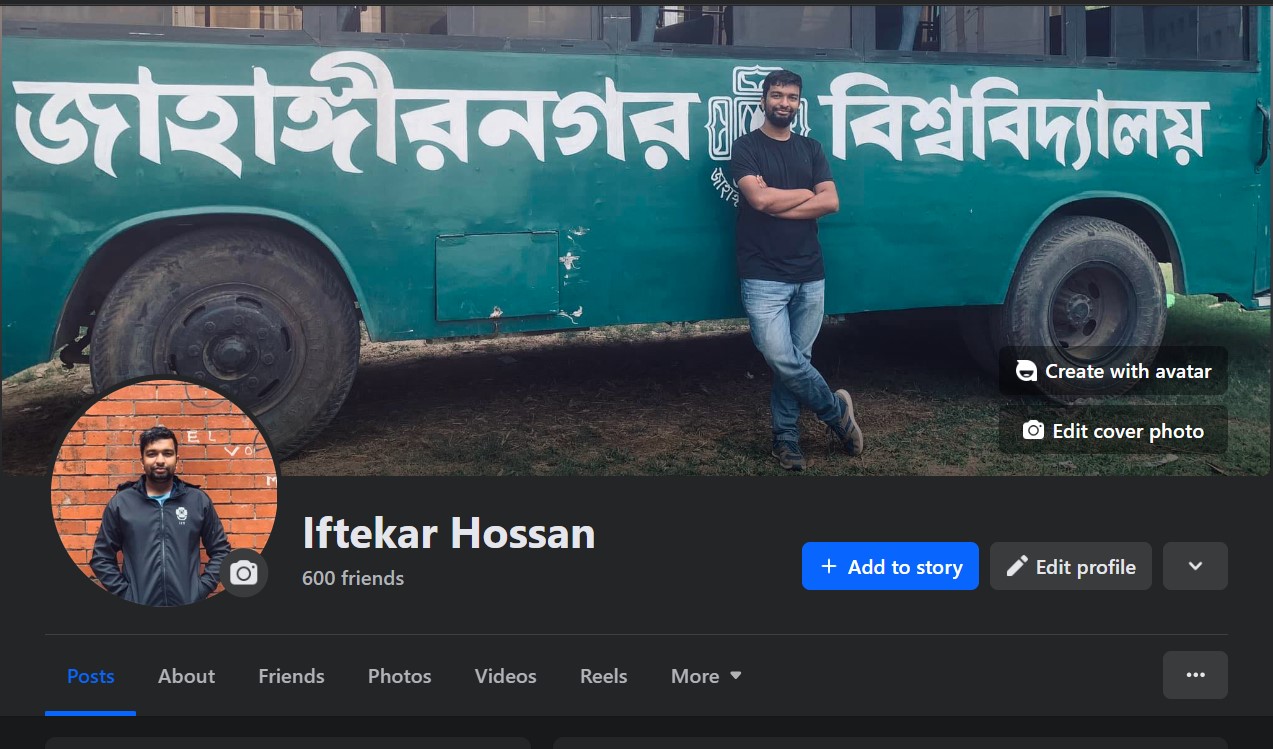 জাহাঙ্গীরনগর বিশ্ববিদ্যালয়
Create with avatar
Edit cover photo
E L
Iftekar Hossan
600 friends
+ Add to story
Edit profile
Posts
About
Friends
Photos
Videos
Reels
More